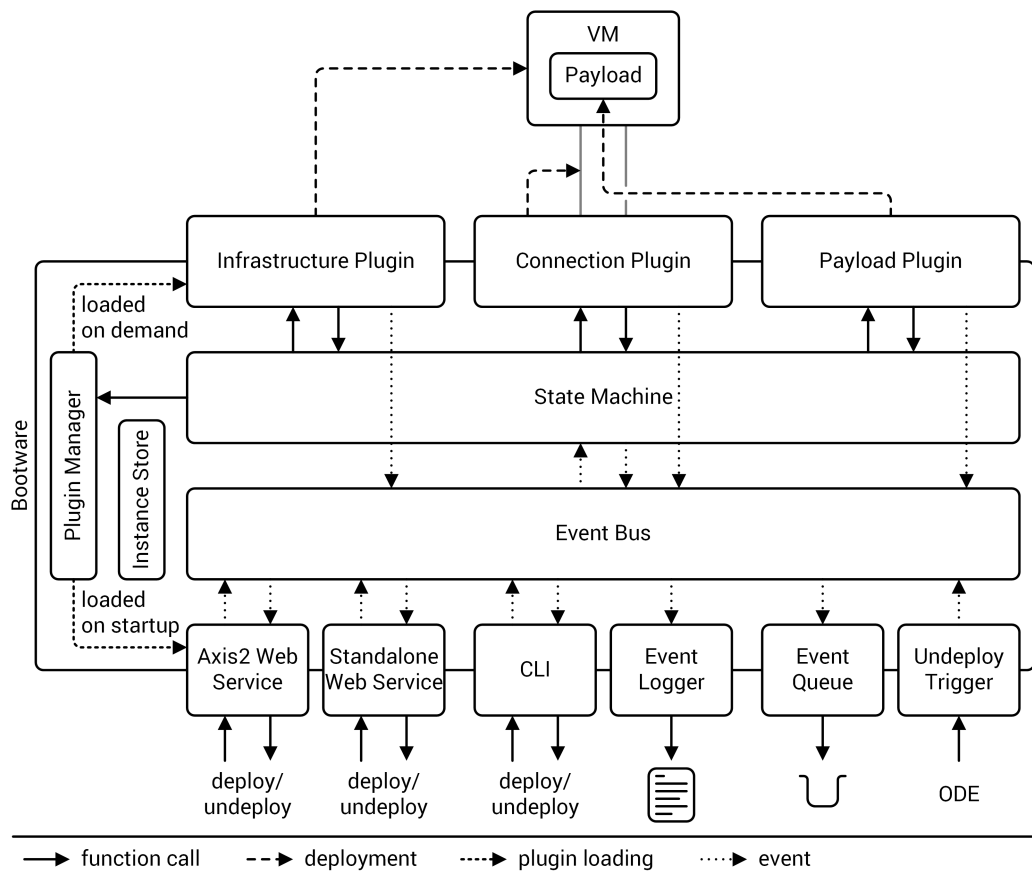 VM
Payload
Infrastructure Plugin
Connection Plugin
Payload Plugin
loaded
on demand
State Machine
Bootware
Plugin Manager
Instance Store
Event Bus
loaded
on startup
Axis2 Web
Service
Standalone
Web Service
CLI
Event
Logger
Event
Queue
Undeploy
Trigger
deploy/
undeploy
deploy/
undeploy
deploy/
undeploy
ODE
function call
deployment
plugin loading
event